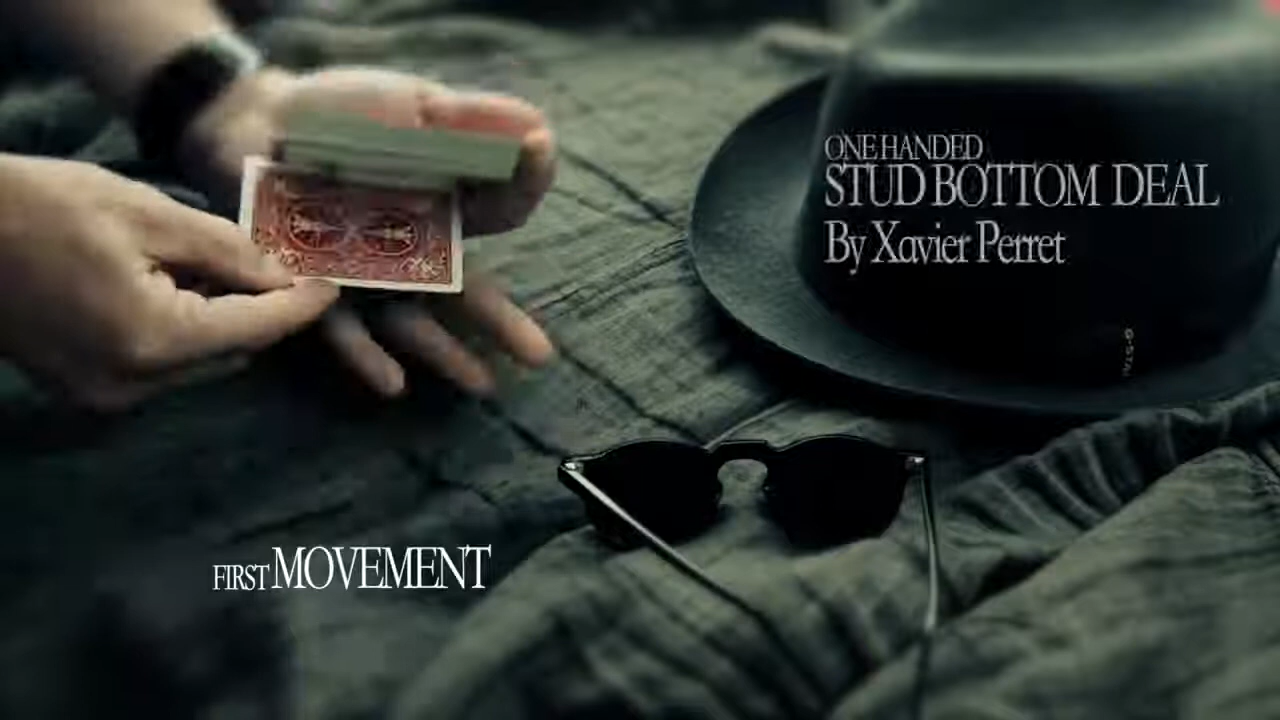 ONE HANDED
STUD BOTTOM DEAL
By Xavier Perret
FIRST MOVEMENT